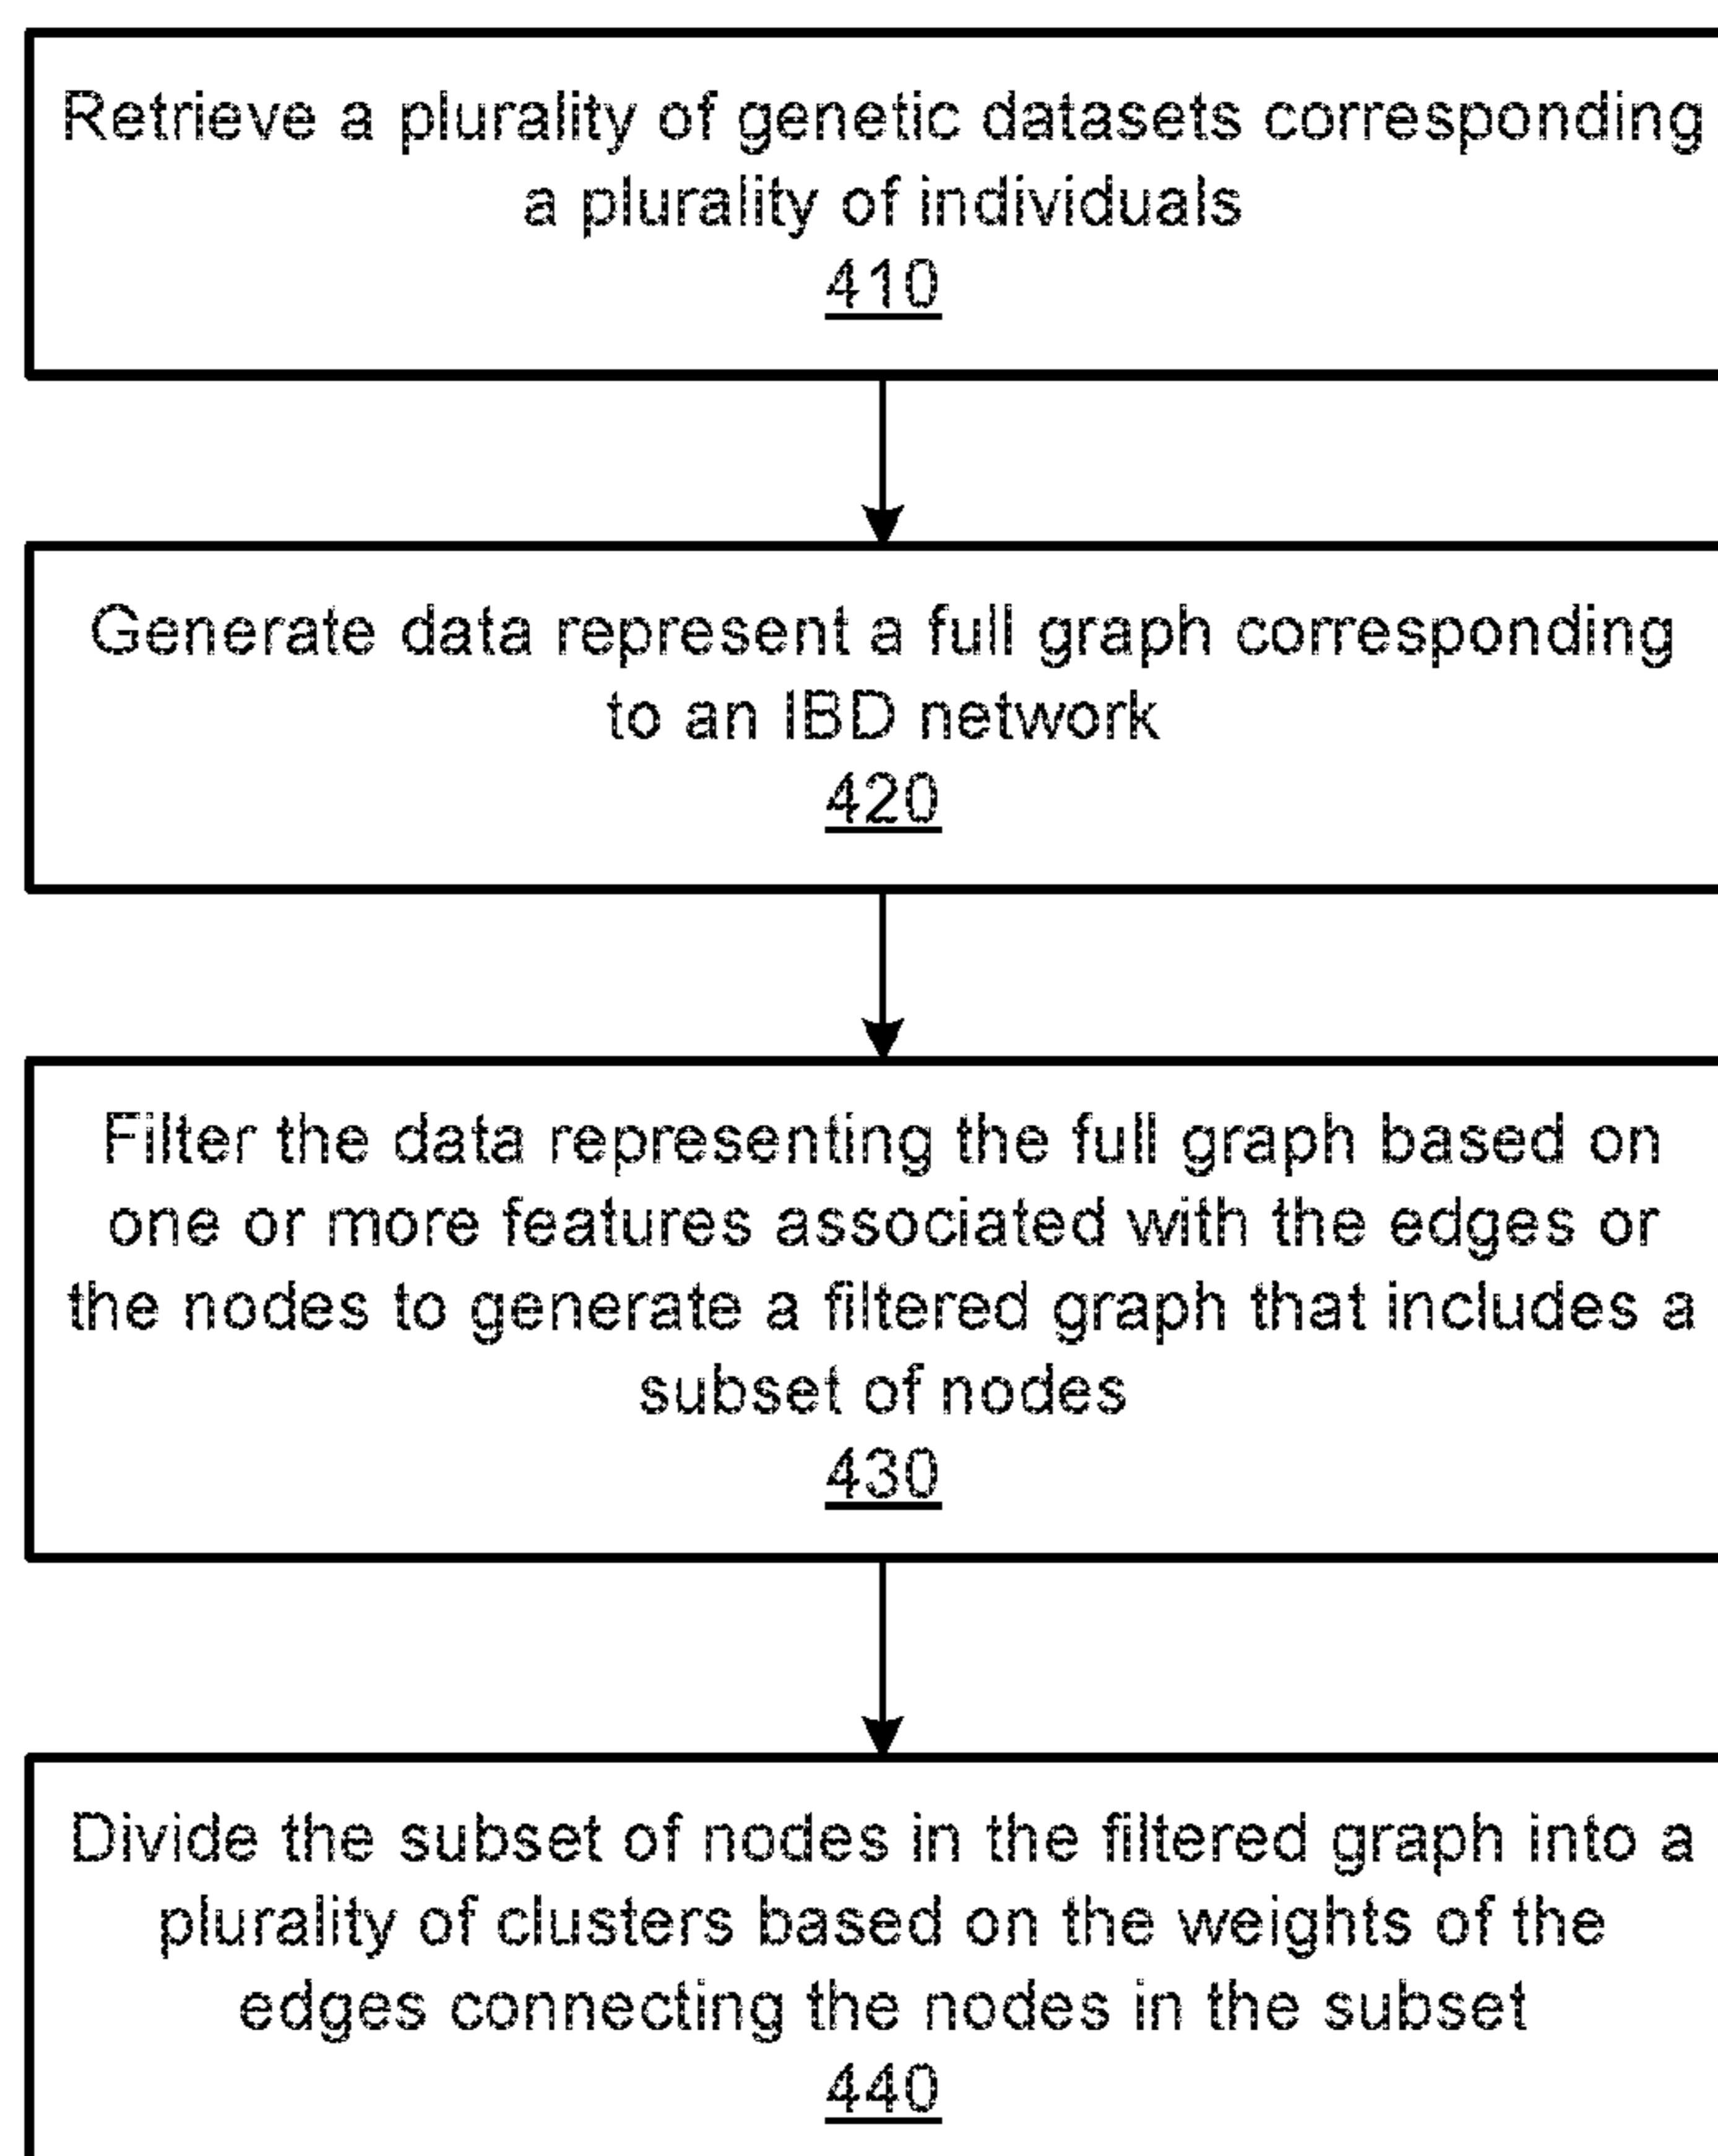 Retrieve a plurality of genetic datasets corresponding
a plurality of individuals
410
Generate data represent a full graph corresponding
to an IBD network
420
Filter the data representing the full graph based on
one or more features associated with the edges or
the nodes to generate a filtered graph that includes a
subset of nodes
430
Divide the subset of nodes in the filtered graph into a
plurality of clusters based on the weights of the
edges connecting the nodes in the subset
440